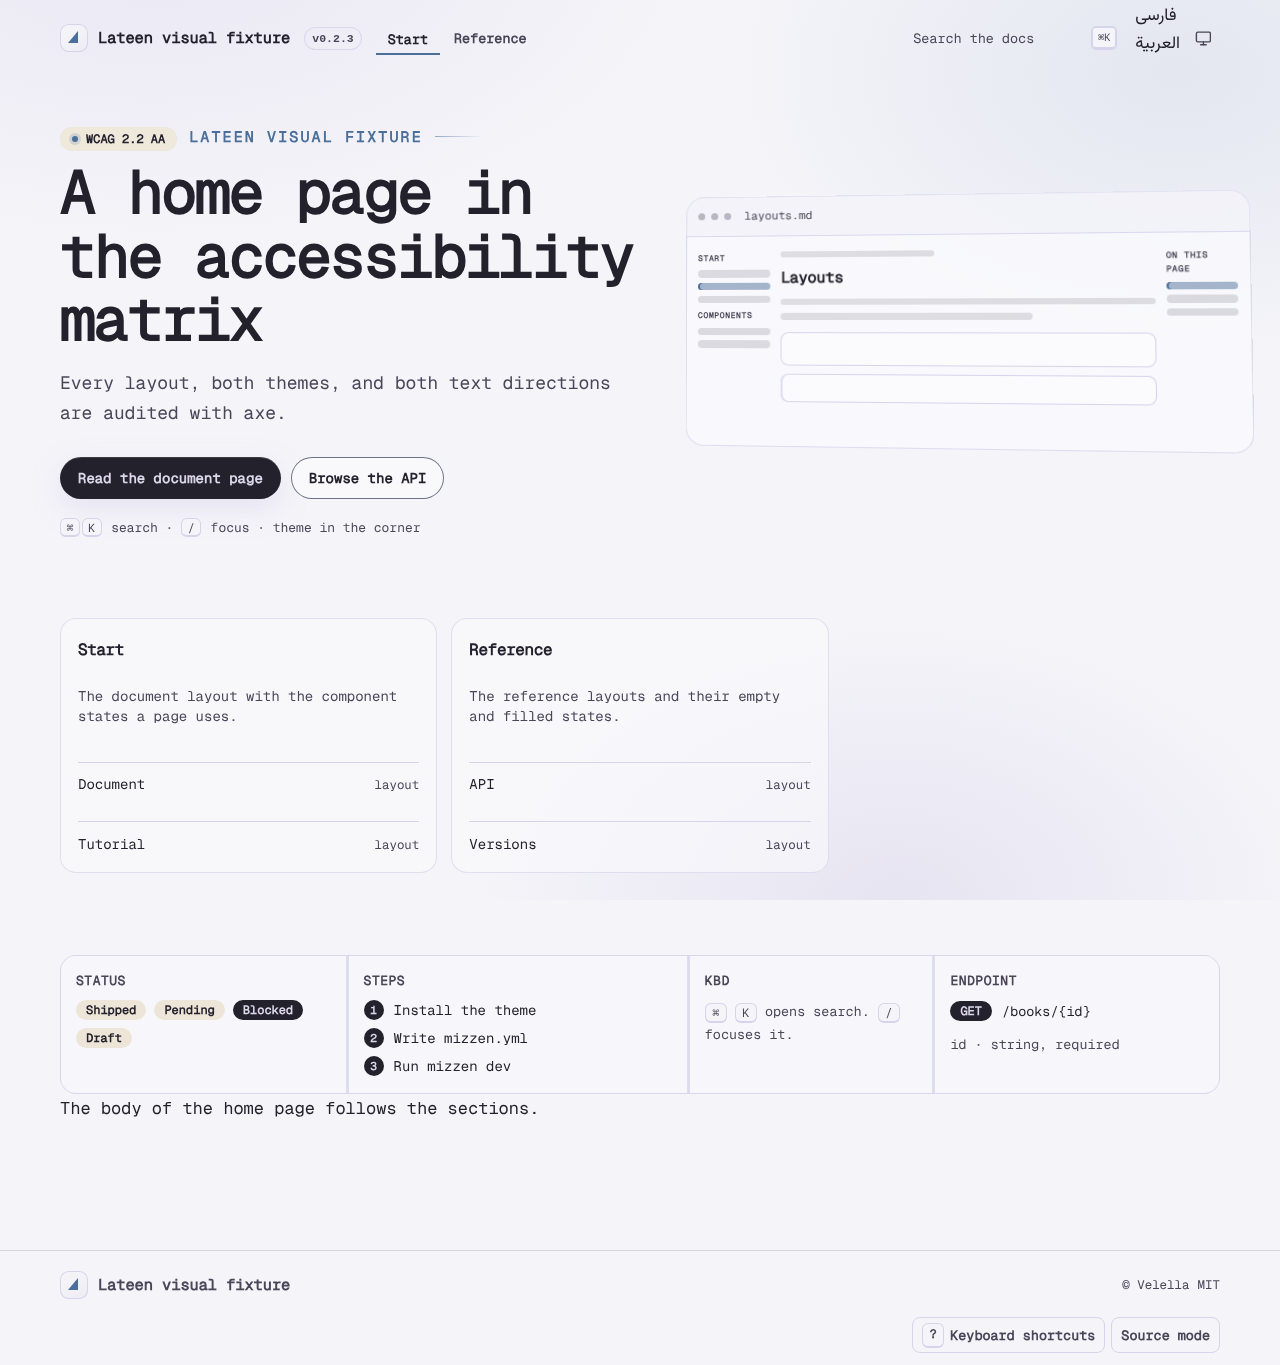 Lateen visual fixture v0.2.3 Start Reference Search the docs ⌘K
فارسی
العربية
WCAG 2.2 AA LATEEN VISUAL FIXTURE
A home page in
the accessibility
matrix
Every layout, both themes, and both text directions
are audited with axe.
Read the document page Browse the API
⌘ K search · / focus · theme in the corner
layouts.md
START
COMPONENTS
Layouts
ON THIS
PAGE
Start
The document layout with the component
states a page uses.
Document layout
Tutorial layout
Reference
The reference layouts and their empty
and filled states.
API layout
Versions layout
STATUS
Shipped Pending Blocked
Draft
STEPS
1 Install the theme
2 Write mizzen.yml
3 Run mizzen dev
KBD
⌘ K opens search. /
focuses it.
ENDPOINT
GET /books/{id}
id · string, required
The body of the home page follows the sections.
Lateen visual fixture © Velella MIT
? Keyboard shortcuts Source mode